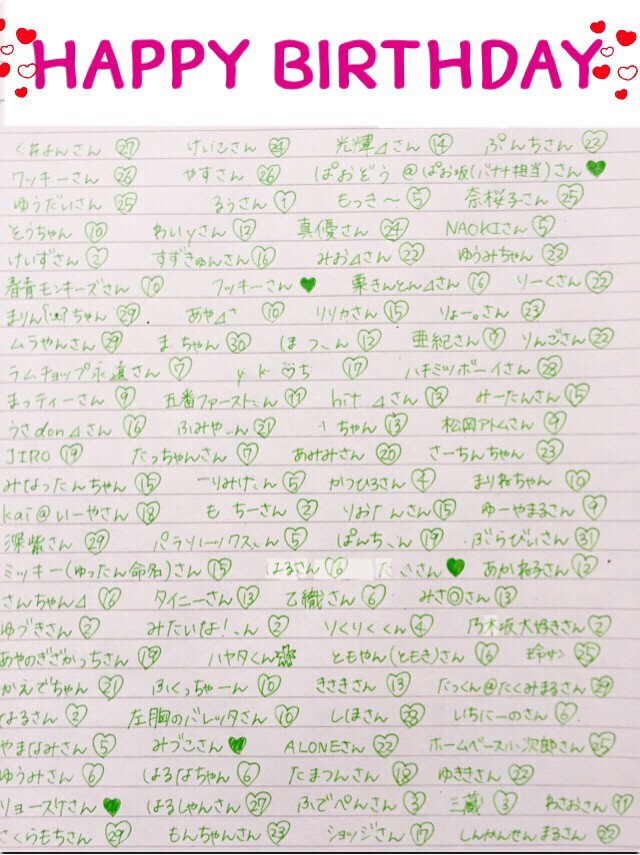 HAPPY BIRTHDAY
くれよんさん 27 けいこさん 24 光輝⊿さん 14 ぷんちさん 23
ワッキーさん 26 やすさん 26 ぱおどう @ぱお坂(バナナ担当)さん ♥
ゆうだいさん 25 るうさん 1 もっき〜 5 奈桜子さん 25
とうちゃん 10 わいyさん 12 真優さん 24 NAOKIさん 5
けいずさん 2 すずきゅんさん 16 みお⊿さん 22 ゆうみちゃん 22
春青モンキーズさん 10 フッキーさん ♥ 栗きんとん⊿さん 16 りーくさん 22
まりん ちゃん 29 あや⊿さ 10 リリカさん 15 りょー。さん 23
ムラやんさん 29 ま ちゃん 30 ほ ん 12 亜紀さん 7 りんごさん 22
ラムチョップ永遠さん 7 y k ♡ち 17 ハチミツボーイさん 28
まっティーさん 9 五番ファースト ん 11 hit ⊿さん 13 みーたんさん 15
うさdon⊿さん 16 ふみや ん 21 ちゃん 13 松岡アトムさん 9
JIRO 19 たっちゃんさん 7 あみみさん 20 さーちんちゃん 23
みなったんちゃん 15 りみけ ん 5 かつひろさん 4 まりねちゃん 10
kai@いーやさん 18 も ちーさん 2 りおたんさん 15 ゆーやまるさん 9
深紫さん 29 パラソックス ん 5 ぱんち ん 19 ぶらびぃさん 31
ミッキー(ゆったん命名)さん 15 はるさん 16 た ささん ♥ あかね子さん 12
さんちゃん⊿ 16 タイニーさん 13 乙織さん 6 みさ◎さん 13
ゆづきさん 2 みたいな! ん 2 りくりくくん 4 乃木坂大好きさん 2
あやのぎざかっちさん 19 ハヤタくん ともやん(ともき)さん 16 25
かえでちゃん 21 ふくっちゃーん 10 きさきさん 13 たっくん@たくみまるさん 29
はるさん 2 左胸のバレッタさん 10 しほさん 23 いちにーのさん 6
やまなみさん 5 みづこさん ♥ ALONEさん 22 ホームベース小次郎さん 25
ゆうみさん 6 はるなちゃん 6 たまつんさん 18 ゆききさん 22
リョースケさん ♥ はるしゃんさん 27 ふでぺんさん 3 三蔵 3 わさおさん 11
さくらもちさん 29 もんちゃんさん 23 ショッジさん 17 しんかんせんまるさん 22